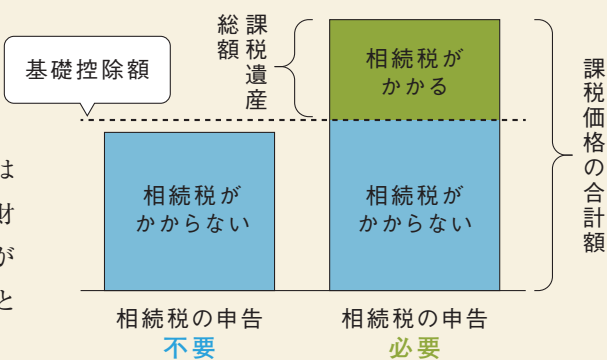 課税遺産
総額
相続税が
かかる
基礎控除額
課税価格の合計額
は
財
が
と
相続税が
かからない
相続税が
かからない
相続税の申告
不要
相続税の申告
必要